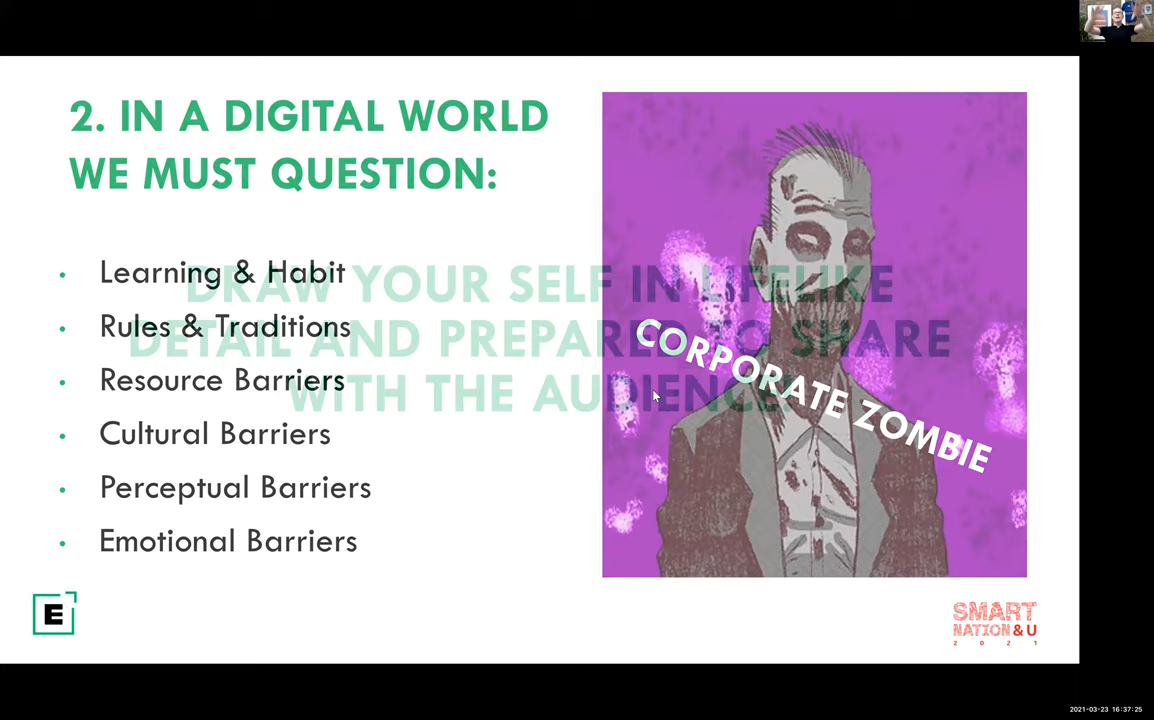 2. IN A DIGITAL WORLD
WE MUST QUESTION:
• Learning & Habit
• Rules & Traditions
• Resource Barriers
• Cultural Barriers
• Perceptual Barriers
• Emotional Barriers
DRAW YOUR SELF IN LIFELIKE
DETAIL AND PREPARED TO SHARE
WITH THE AUDIENCE!
CORPORATE ZOMBIE
E
SMART
NATION & U
2021
2021-03-23 16:37:25